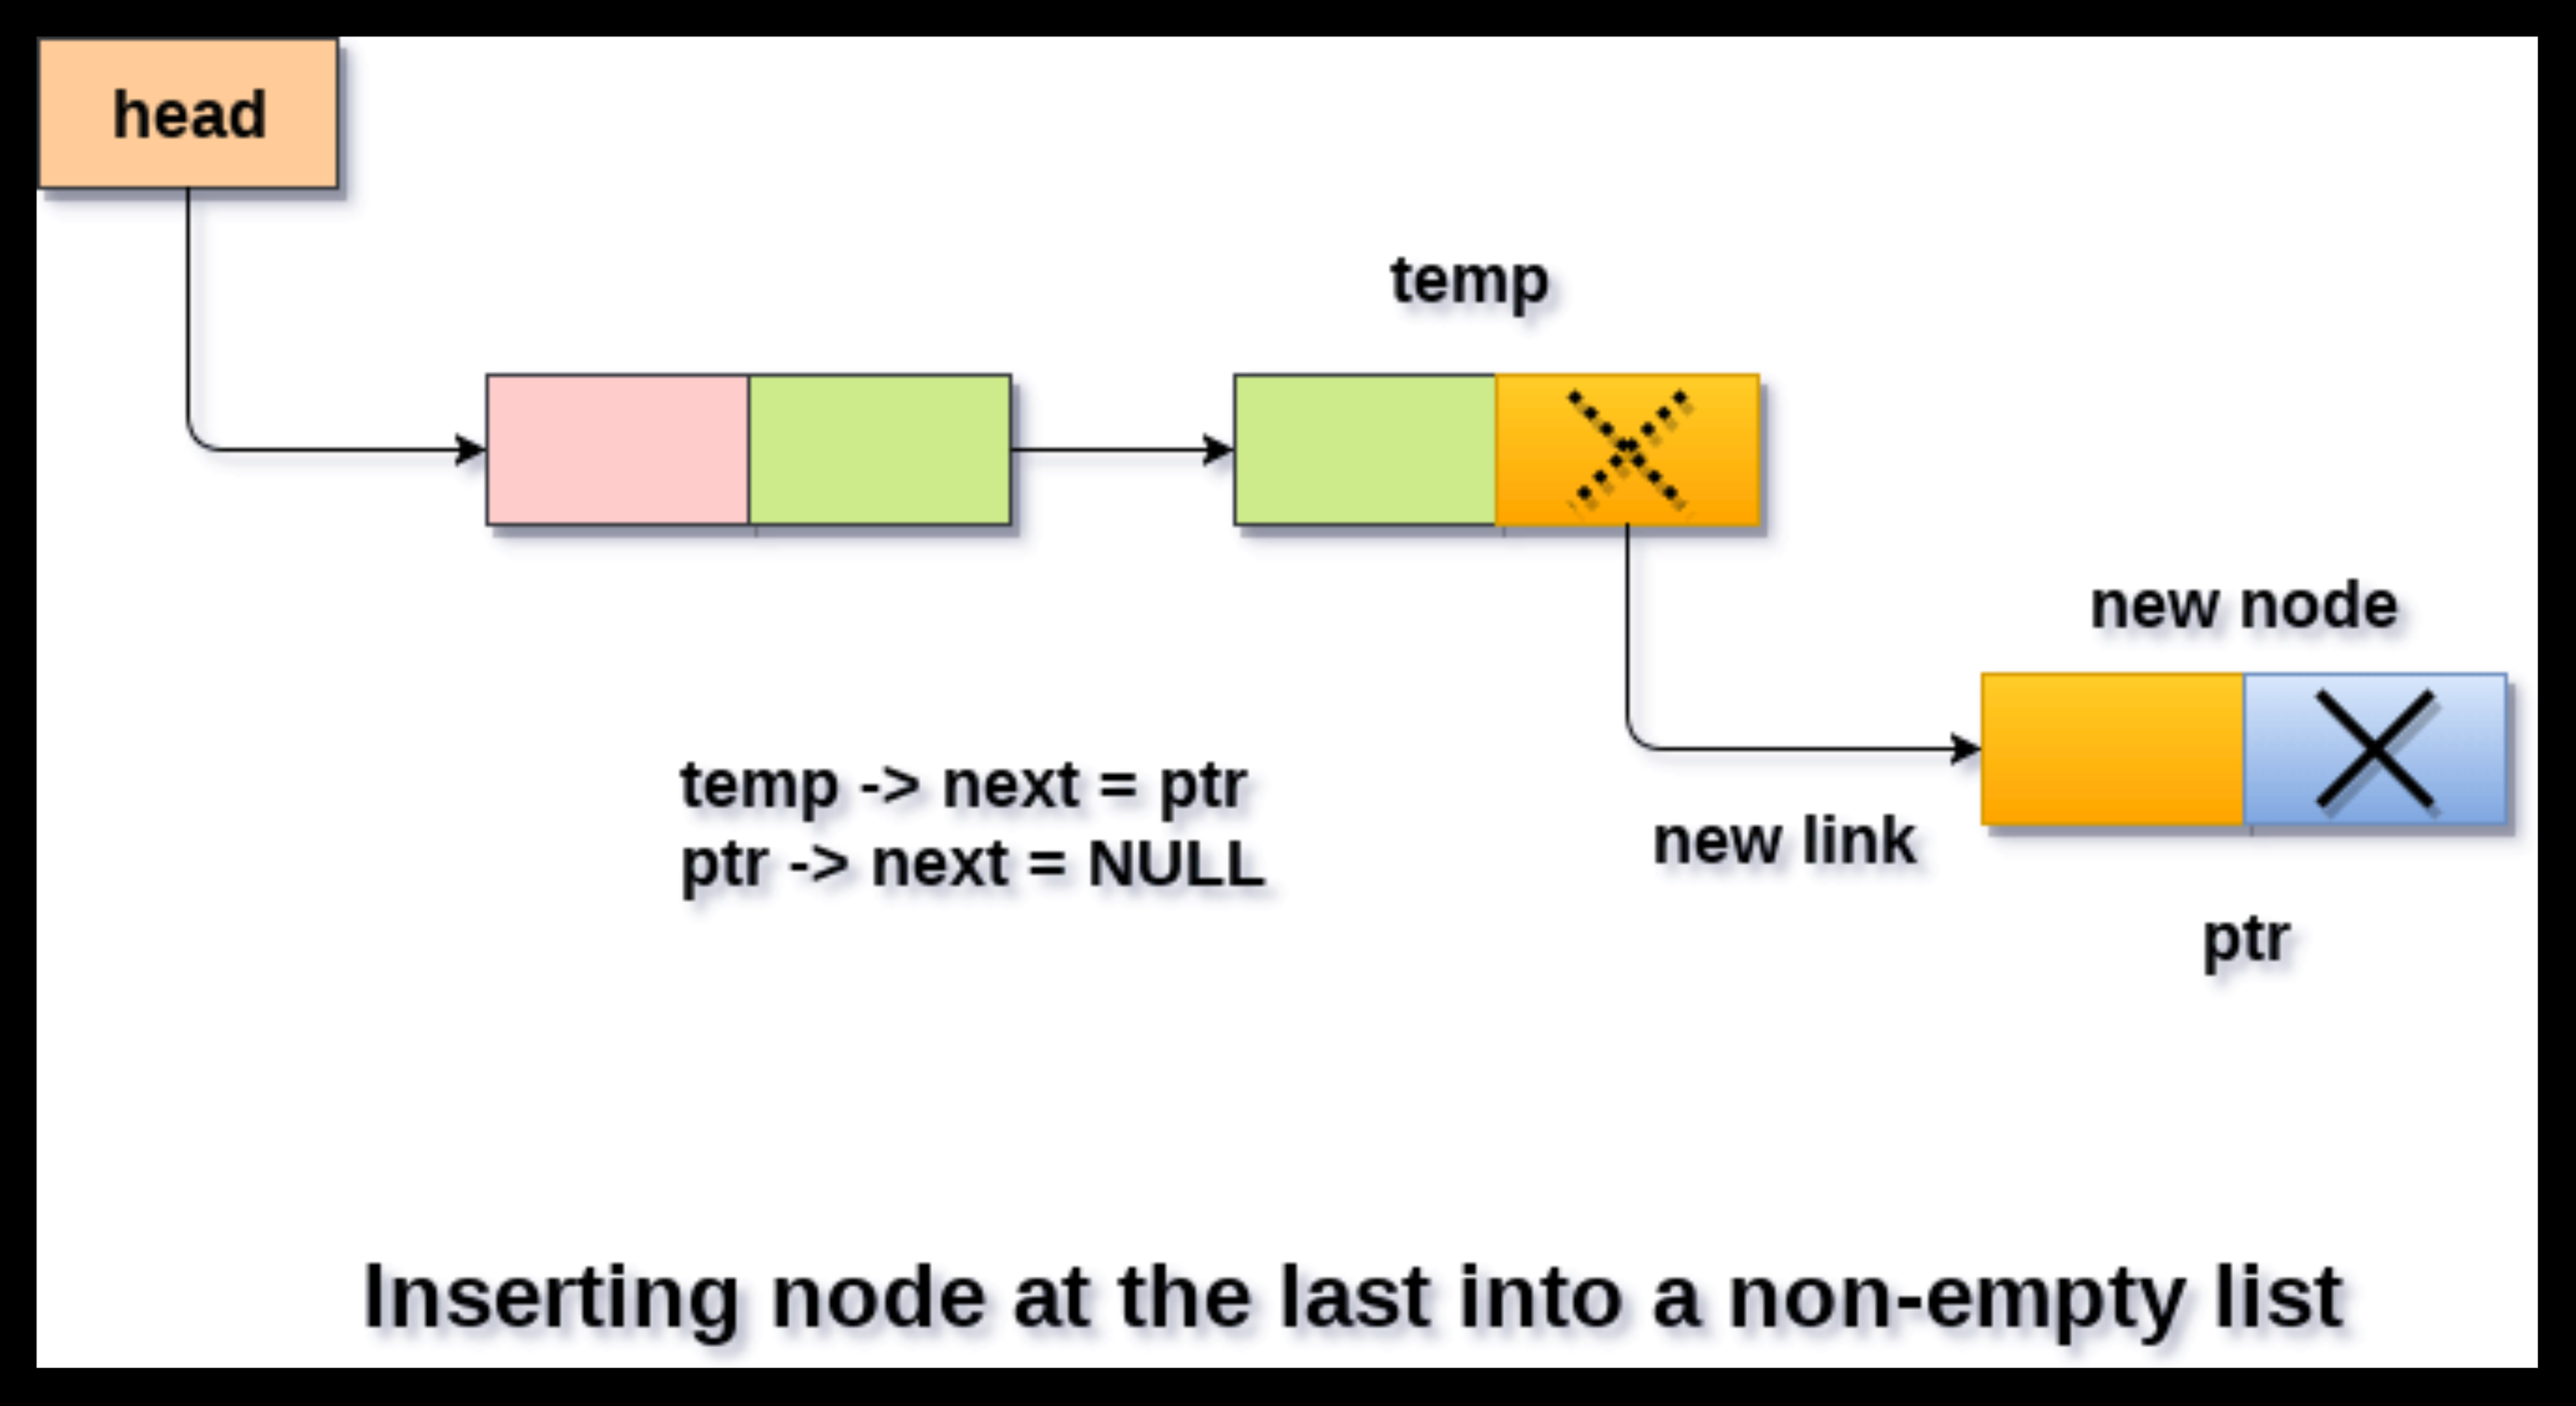 head
temp
new node
temp -> next = ptr
ptr -> next = NULL
new link
ptr
Inserting node at the last into a non-empty list